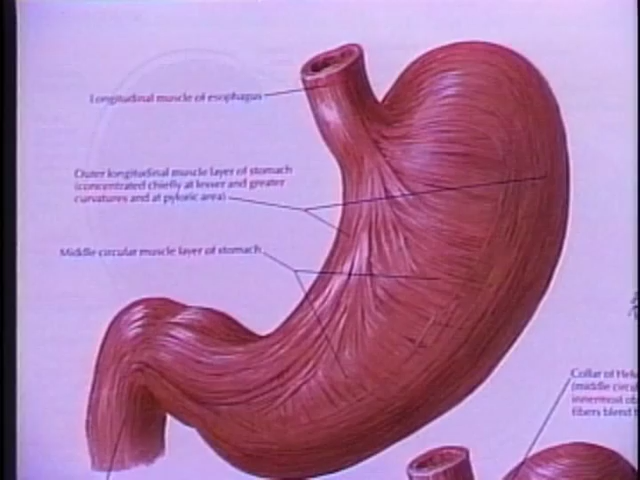 Longitudinal muscle of esophagus
Outer longitudinal muscle layer of stomach
(concentrated chiefly at lesser and greater
curvatures and at pyloric area)
Middle circular muscle layer of stomach
Collar of
(middle
innermost
fibers blend